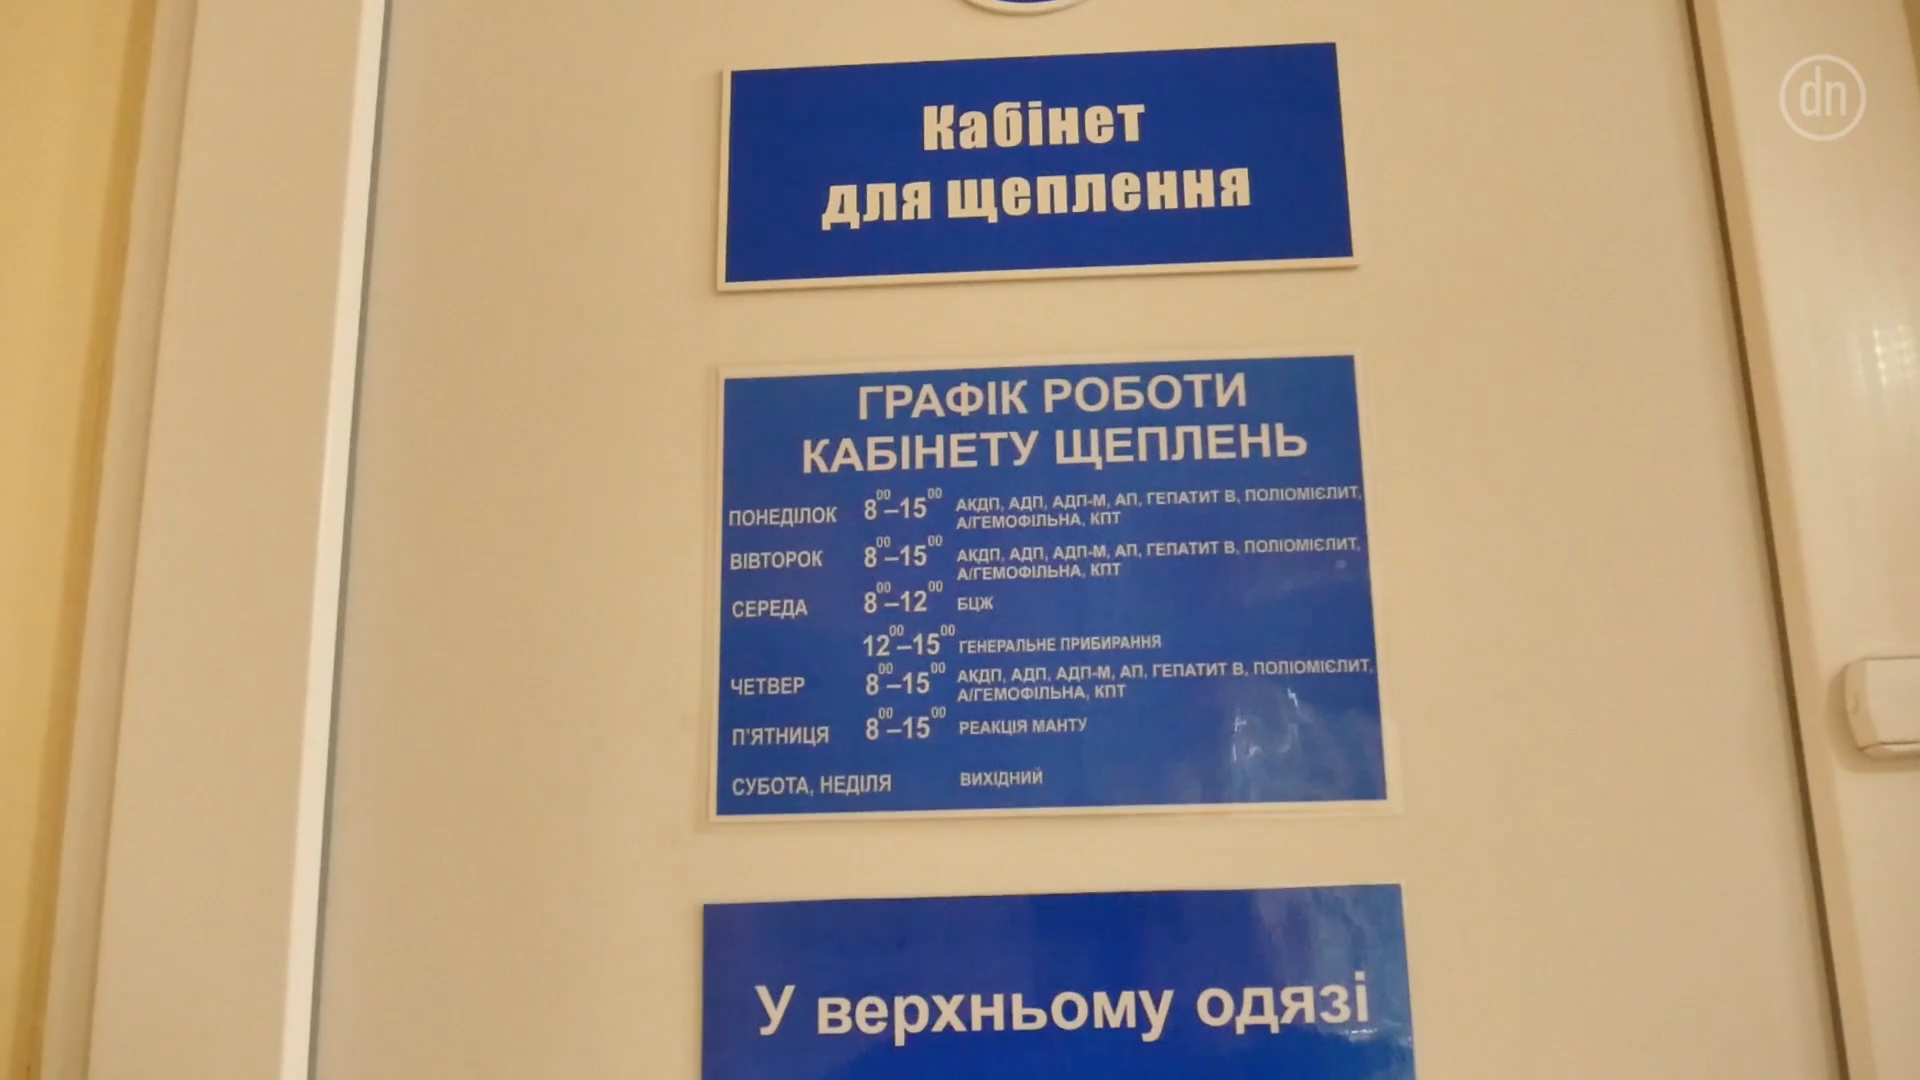 dn
Кабінет
для щеплення
ГРАФІК РОБОТИ
КАБІНЕТУ ЩЕПЛЕНЬ
ПОНЕДІЛОК 8⁰⁰–15⁰⁰ АКДП, АДП, АДП-М, АП, ГЕПАТИТ В, ПОЛІОМІЄЛИТ,
А/ГЕМОФІЛЬНА, КПТ
ВІВТОРОК 8⁰⁰–15⁰⁰ АКДП, АДП, АДП-М, АП, ГЕПАТИТ В, ПОЛІОМІЄЛИТ,
А/ГЕМОФІЛЬНА, КПТ
СЕРЕДА 8⁰⁰–12⁰⁰ БЦЖ
12⁰⁰–15⁰⁰ ГЕНЕРАЛЬНЕ ПРИБИРАННЯ
ЧЕТВЕР 8⁰⁰–15⁰⁰ АКДП, АДП, АДП-М, АП, ГЕПАТИТ В, ПОЛІОМІЄЛИТ,
А/ГЕМОФІЛЬНА, КПТ
П'ЯТНИЦЯ 8⁰⁰–15⁰⁰ РЕАКЦІЯ МАНТУ
СУБОТА, НЕДІЛЯ ВИХІДНИЙ
У верхньому одязі